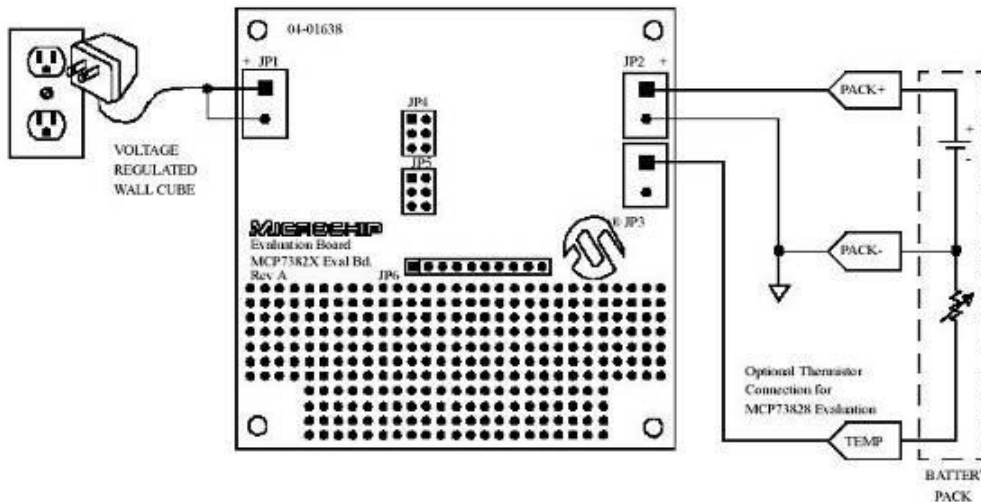 04-01638
+ JP1
JP2 +
PACK+
JP4
VOLTAGE
REGULATED
WALL CUBE
JP5
+
-
MICROCHIP
® JP3
Evaluation Board
MCP7382X Eval Bd.
Rev A
JP6
PACK-
Optional Thermistor
Connection for
MCP73828 Evaluation
TEMP
BATTERY
PACK